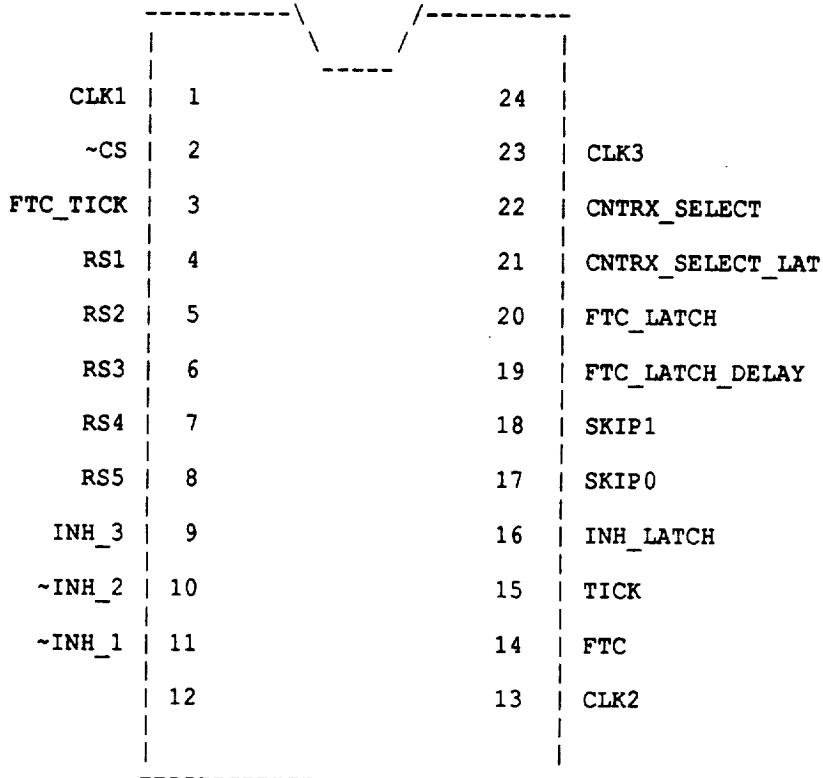 CLK1 1 24
~CS 2 23 CLK3
FTC_TICK 3 22 CNTRX_SELECT
RS1 4 21 CNTRX_SELECT_LAT
RS2 5 20 FTC_LATCH
RS3 6 19 FTC_LATCH_DELAY
RS4 7 18 SKIP1
RS5 8 17 SKIP0
INH_3 9 16 INH_LATCH
~INH_2 10 15 TICK
~INH_1 11 14 FTC
12 13 CLK2